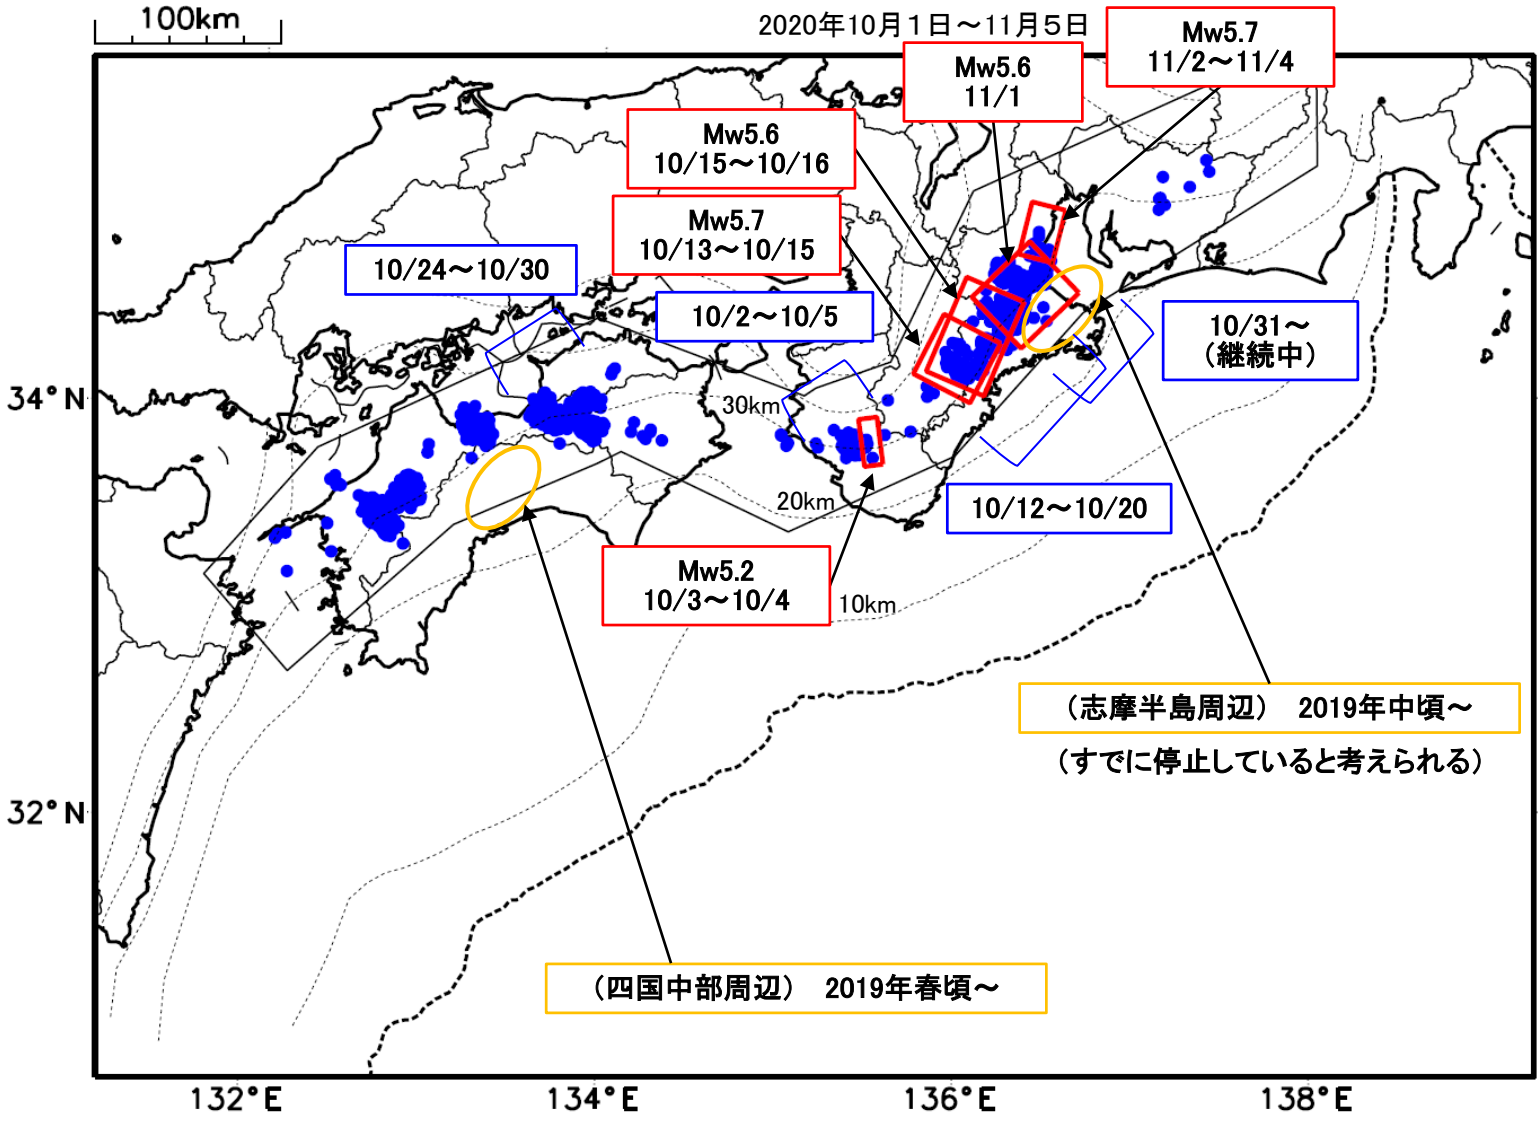 100km
2020年10月1日～11月5日
Mw5.7
11/2～11/4
Mw5.6
11/1
Mw5.6
10/15～10/16
Mw5.7
10/13～10/15
10/24～10/30
10/2～10/5
10/31～
（継続中）
34°N
30km
20km
10/12～10/20
Mw5.2
10/3～10/4
10km
（志摩半島周辺）　2019年中頃～
（すでに停止していると考えられる）
32°N
（四国中部周辺）　2019年春頃～
132°E
134°E
136°E
138°E